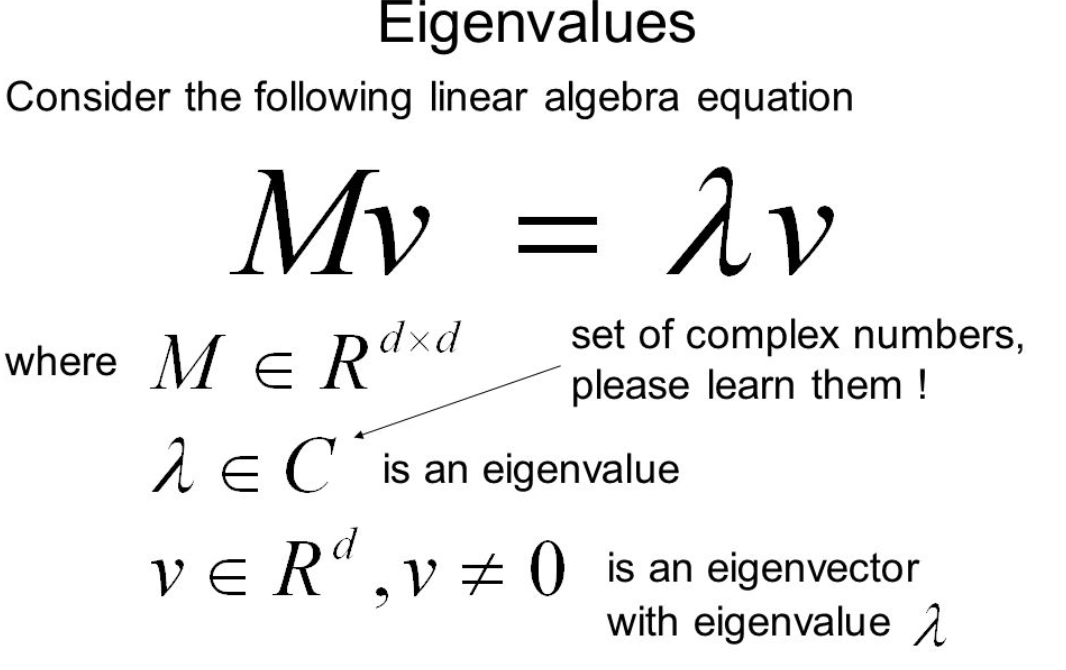 Eigenvalues
Consider the following linear algebra equation
Mv = λv
where M ∈ R^{d×d}
set of complex numbers,
please learn them !
λ ∈ C is an eigenvalue
v ∈ R^d , v ≠ 0 is an eigenvector
with eigenvalue λ